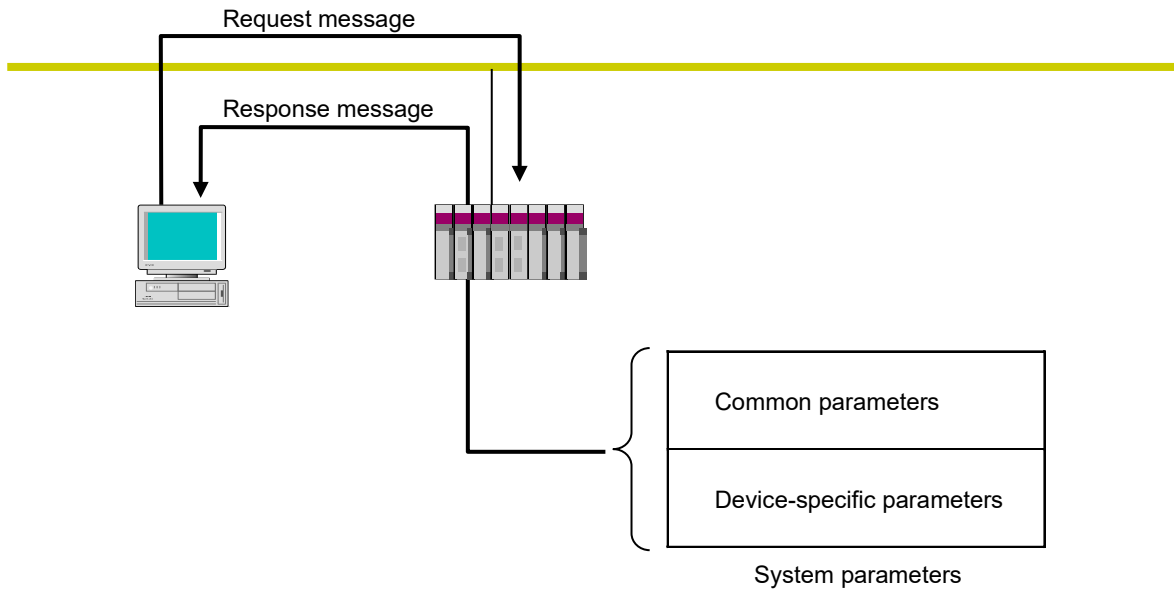 Request message
Response message
Common parameters
Device-specific parameters
System parameters